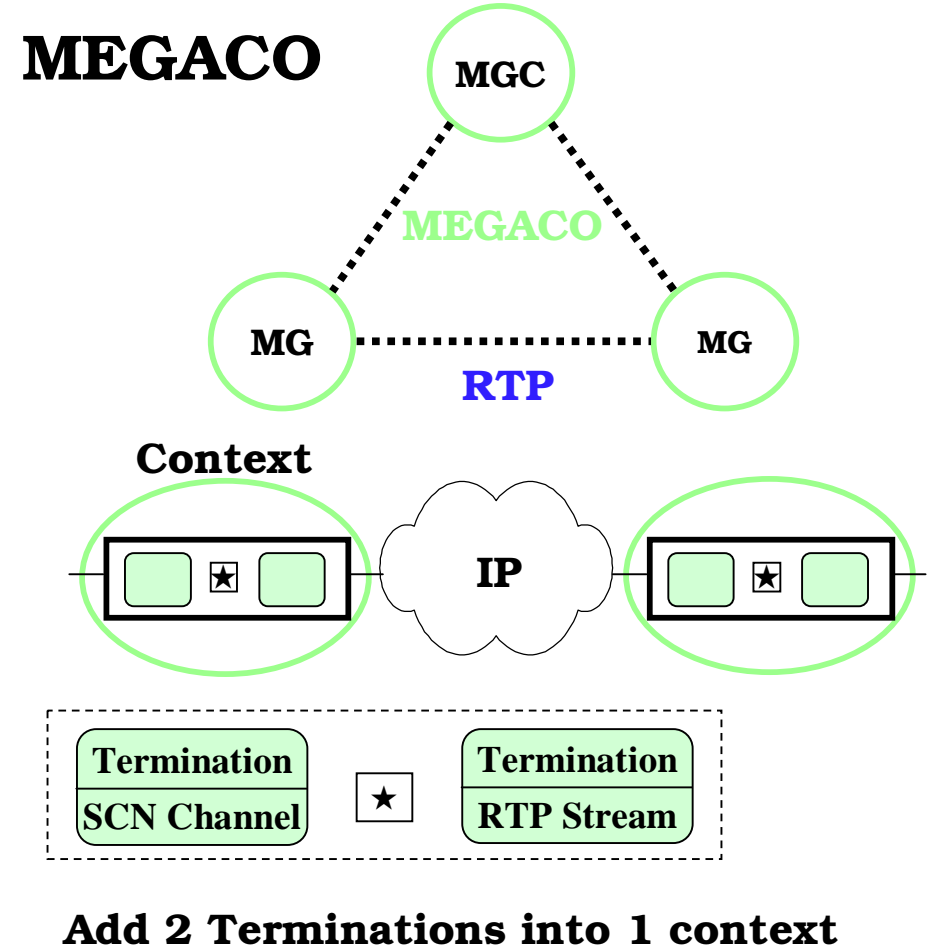 MEGACO
MGC
MEGACO
MG
MG
RTP
Context
IP
Termination
SCN Channel
Termination
RTP Stream
Add 2 Terminations into 1 context